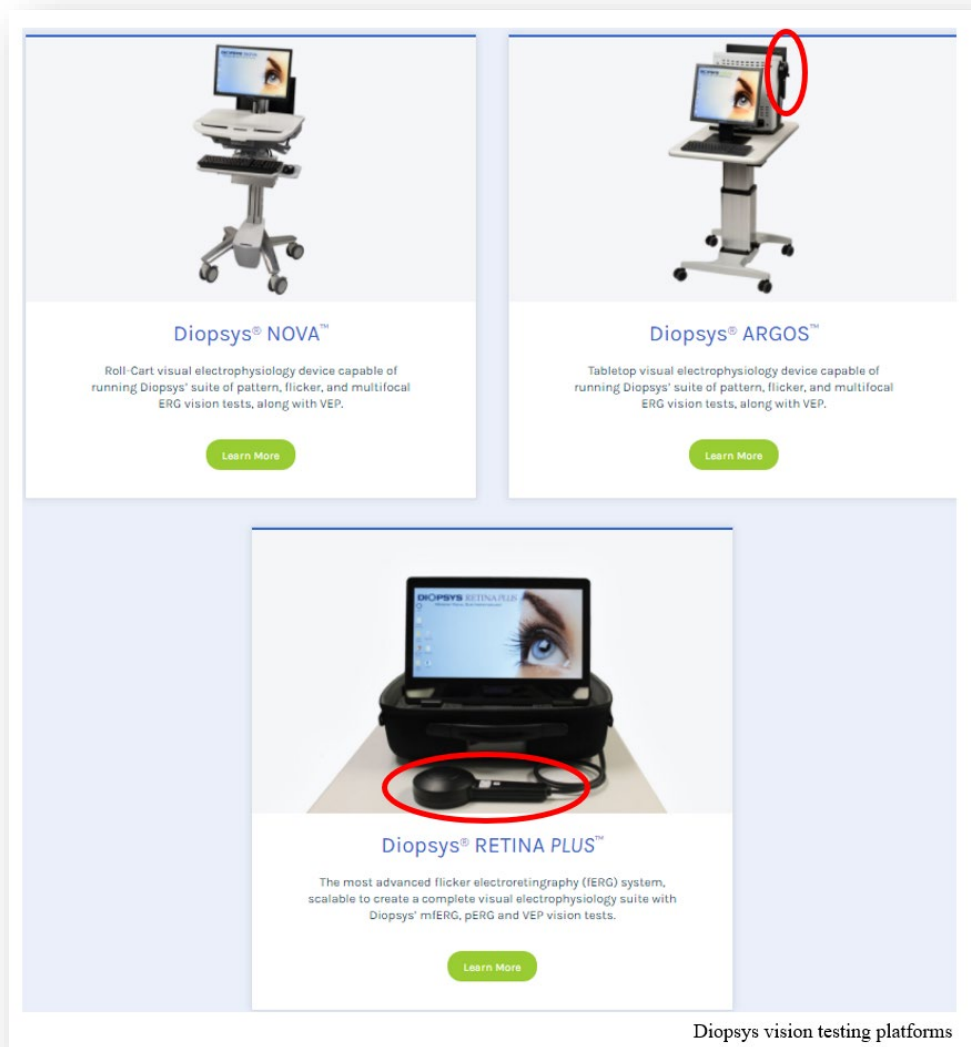 DIOPSYS
Diopsys® NOVA™
Roll-Cart visual electrophysiology device capable of
running Diopsys' suite of pattern, flicker, and multifocal
ERG vision tests, along with VEP.
Learn More
DIOPSYS
Diopsys® ARGOS™
Tabletop visual electrophysiology device capable of
running Diopsys' suite of pattern, flicker, and multifocal
ERG vision tests, along with VEP.
Learn More
DIOPSYS RETINA PLUS
Diopsys® RETINA PLUS™
The most advanced flicker electroretingraphy (fERG) system,
scalable to create a complete visual electrophysiology suite with
Diopsys' mfERG, pERG and VEP vision tests.
Learn More
Diopsys vision testing platforms